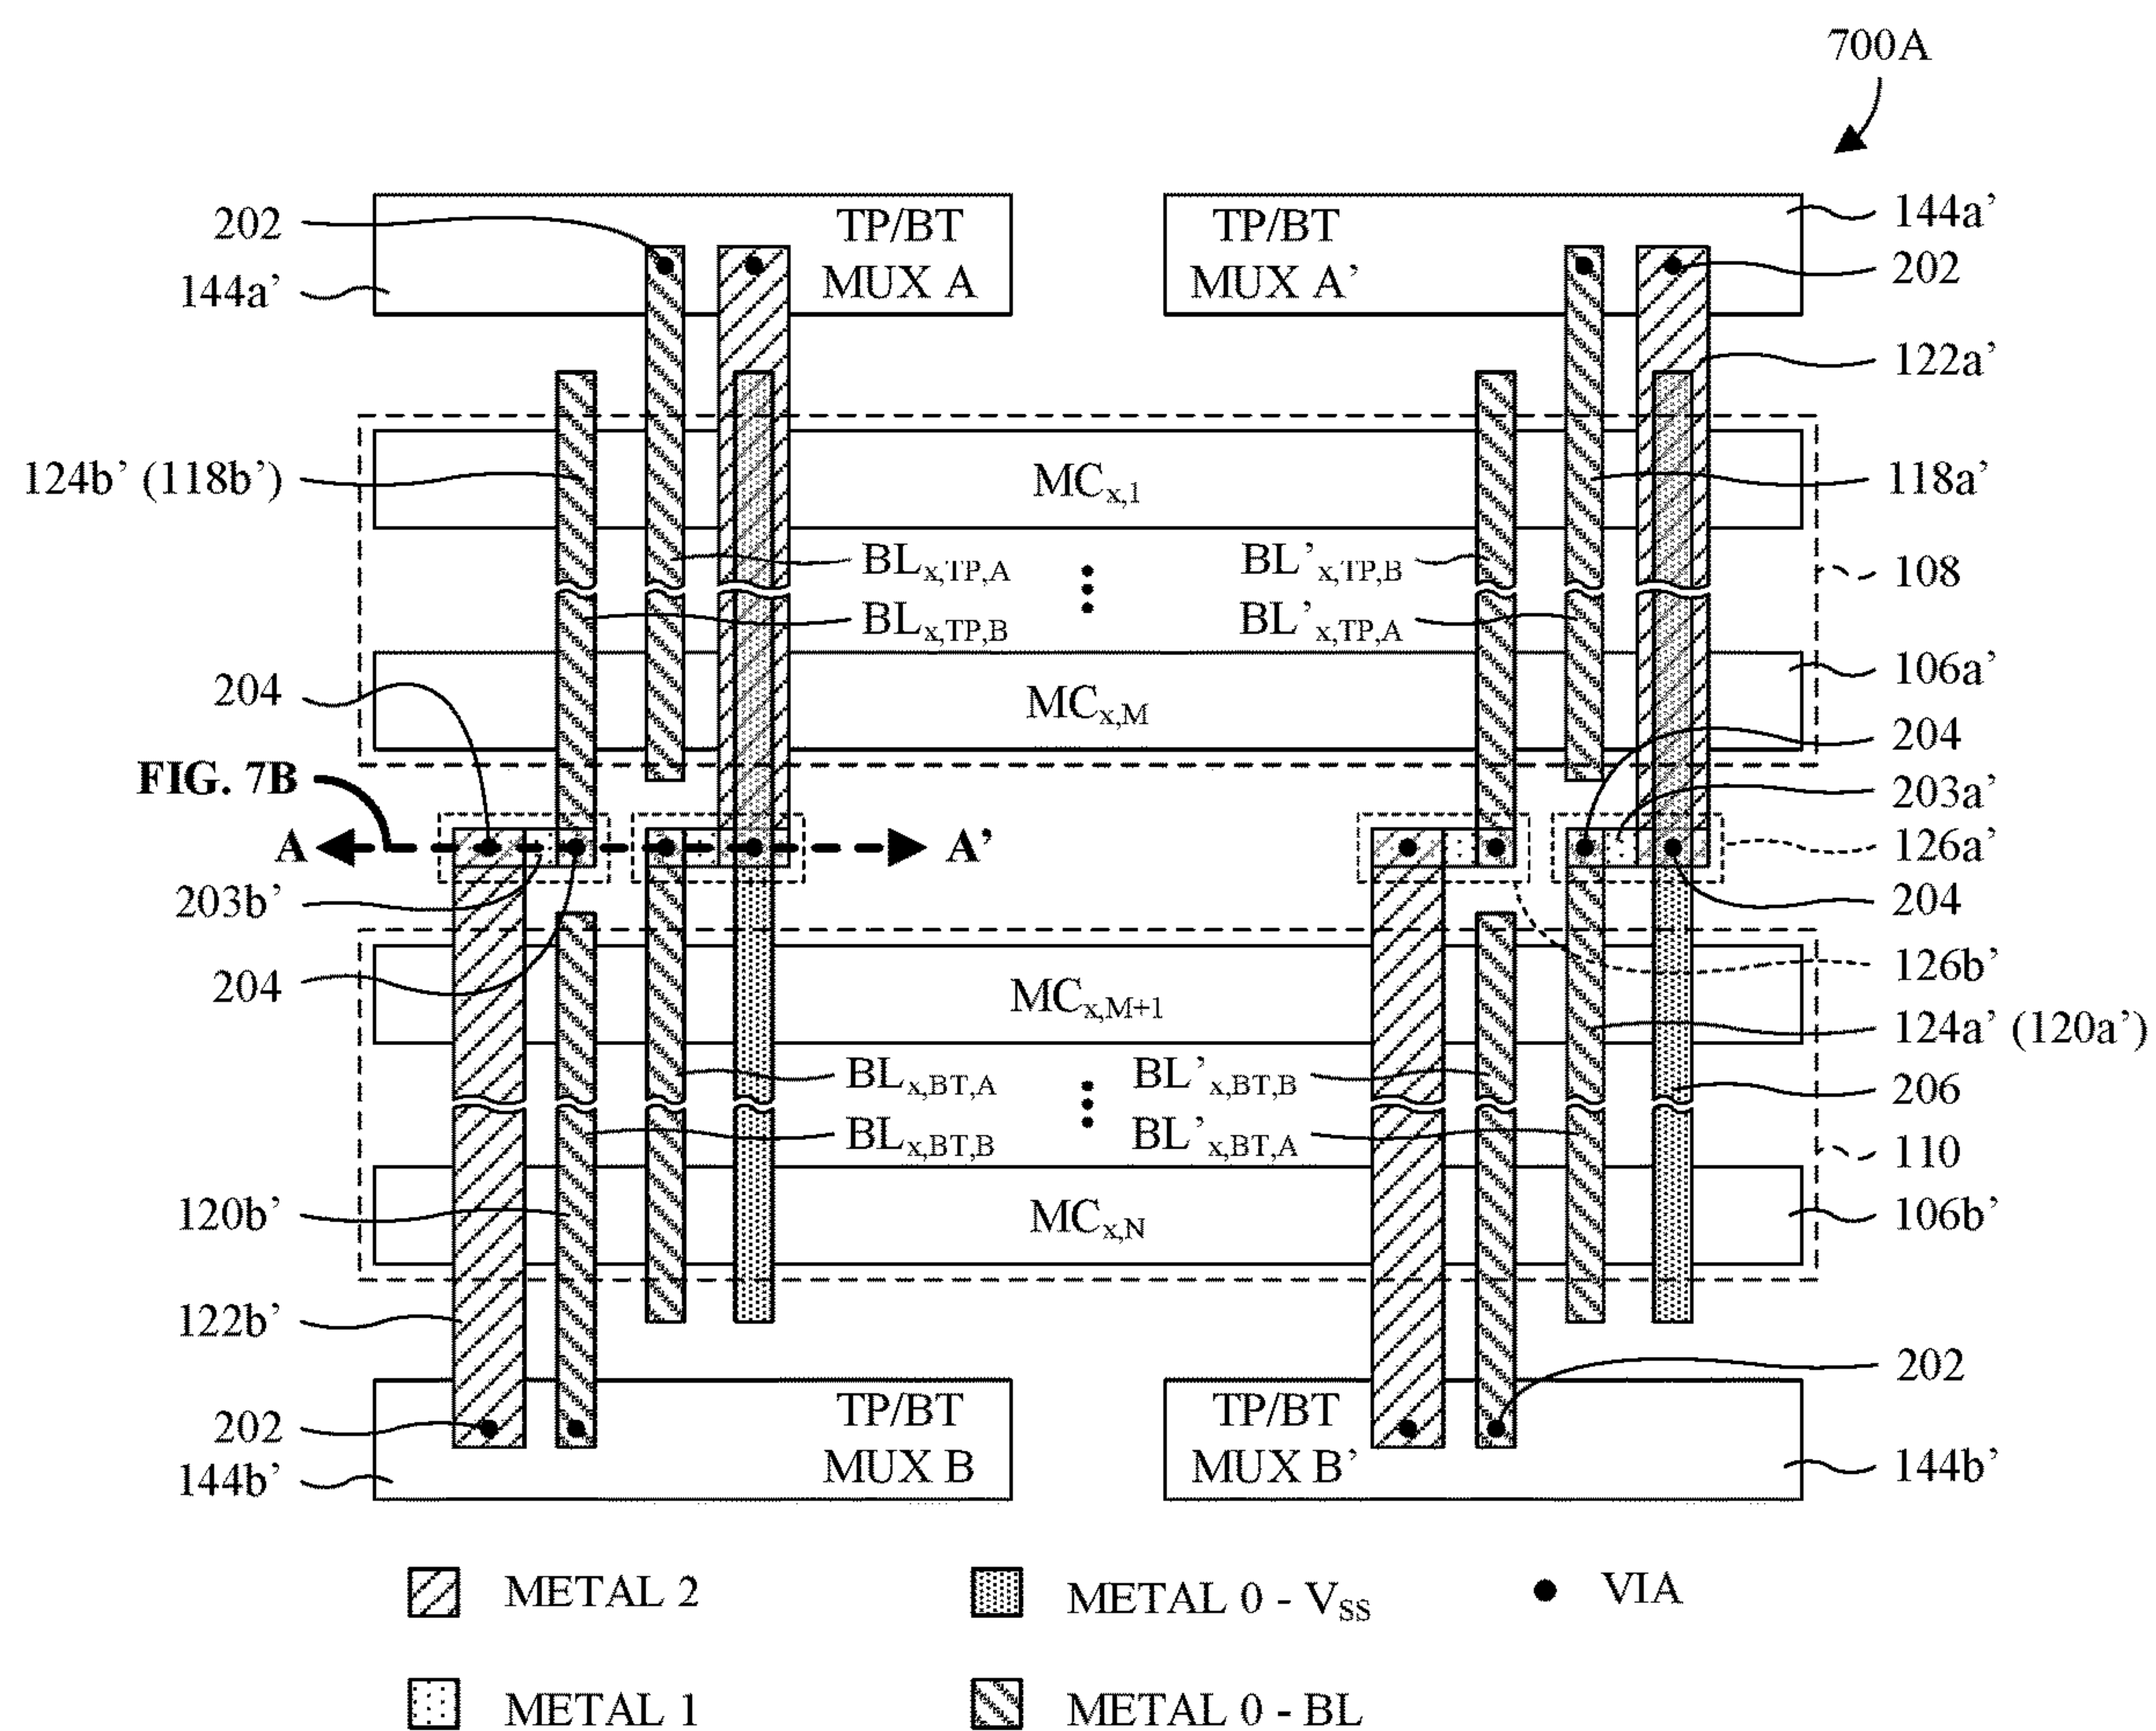 700A
202 TP/BT TP/BT 144a’
144a’ MUX A MUX A’ 202
122a’
124b’ (118b’) MCx,1 118a’
BLx,TP,A BL’x,TP,B 108
BLx,TP,B BL’x,TP,A
204 MCx,M 106a’
204
FIG. 7B 203a’
A A’ 126a’
203b’ 204
204 MCx,M+1 126b’
124a’ (120a’)
BLx,BT,A BL’x,BT,B 206
BLx,BT,B BL’x,BT,A 110
120b’ MCx,N 106b’
122b’
202
202 TP/BT TP/BT
144b’ MUX B MUX B’ 144b’
METAL 2 METAL 0 - VSS VIA
METAL 1 METAL 0 - BL